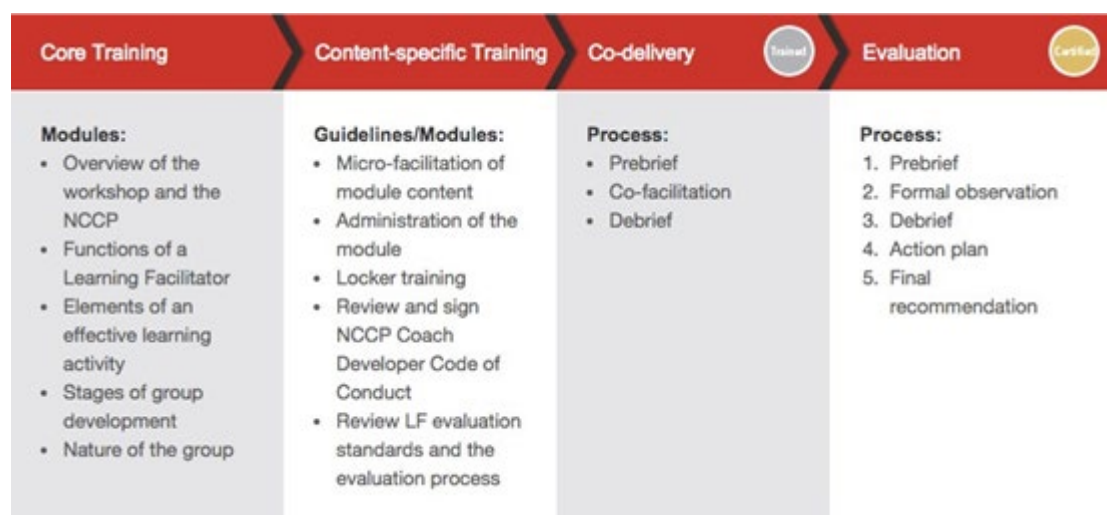 Core Training
Content-specific Training
Co-delivery
Trained
Evaluation
Certified
Modules:
• Overview of the
workshop and the
NCCP
• Functions of a
Learning Facilitator
• Elements of an
effective learning
activity
• Stages of group
development
• Nature of the group
Guidelines/Modules:
• Micro-facilitation of
module content
• Administration of the
module
• Locker training
• Review and sign
NCCP Coach
Developer Code of
Conduct
• Review LF evaluation
standards and the
evaluation process
Process:
• Prebrief
• Co-facilitation
• Debrief
Process:
1. Prebrief
2. Formal observation
3. Debrief
4. Action plan
5. Final
recommendation